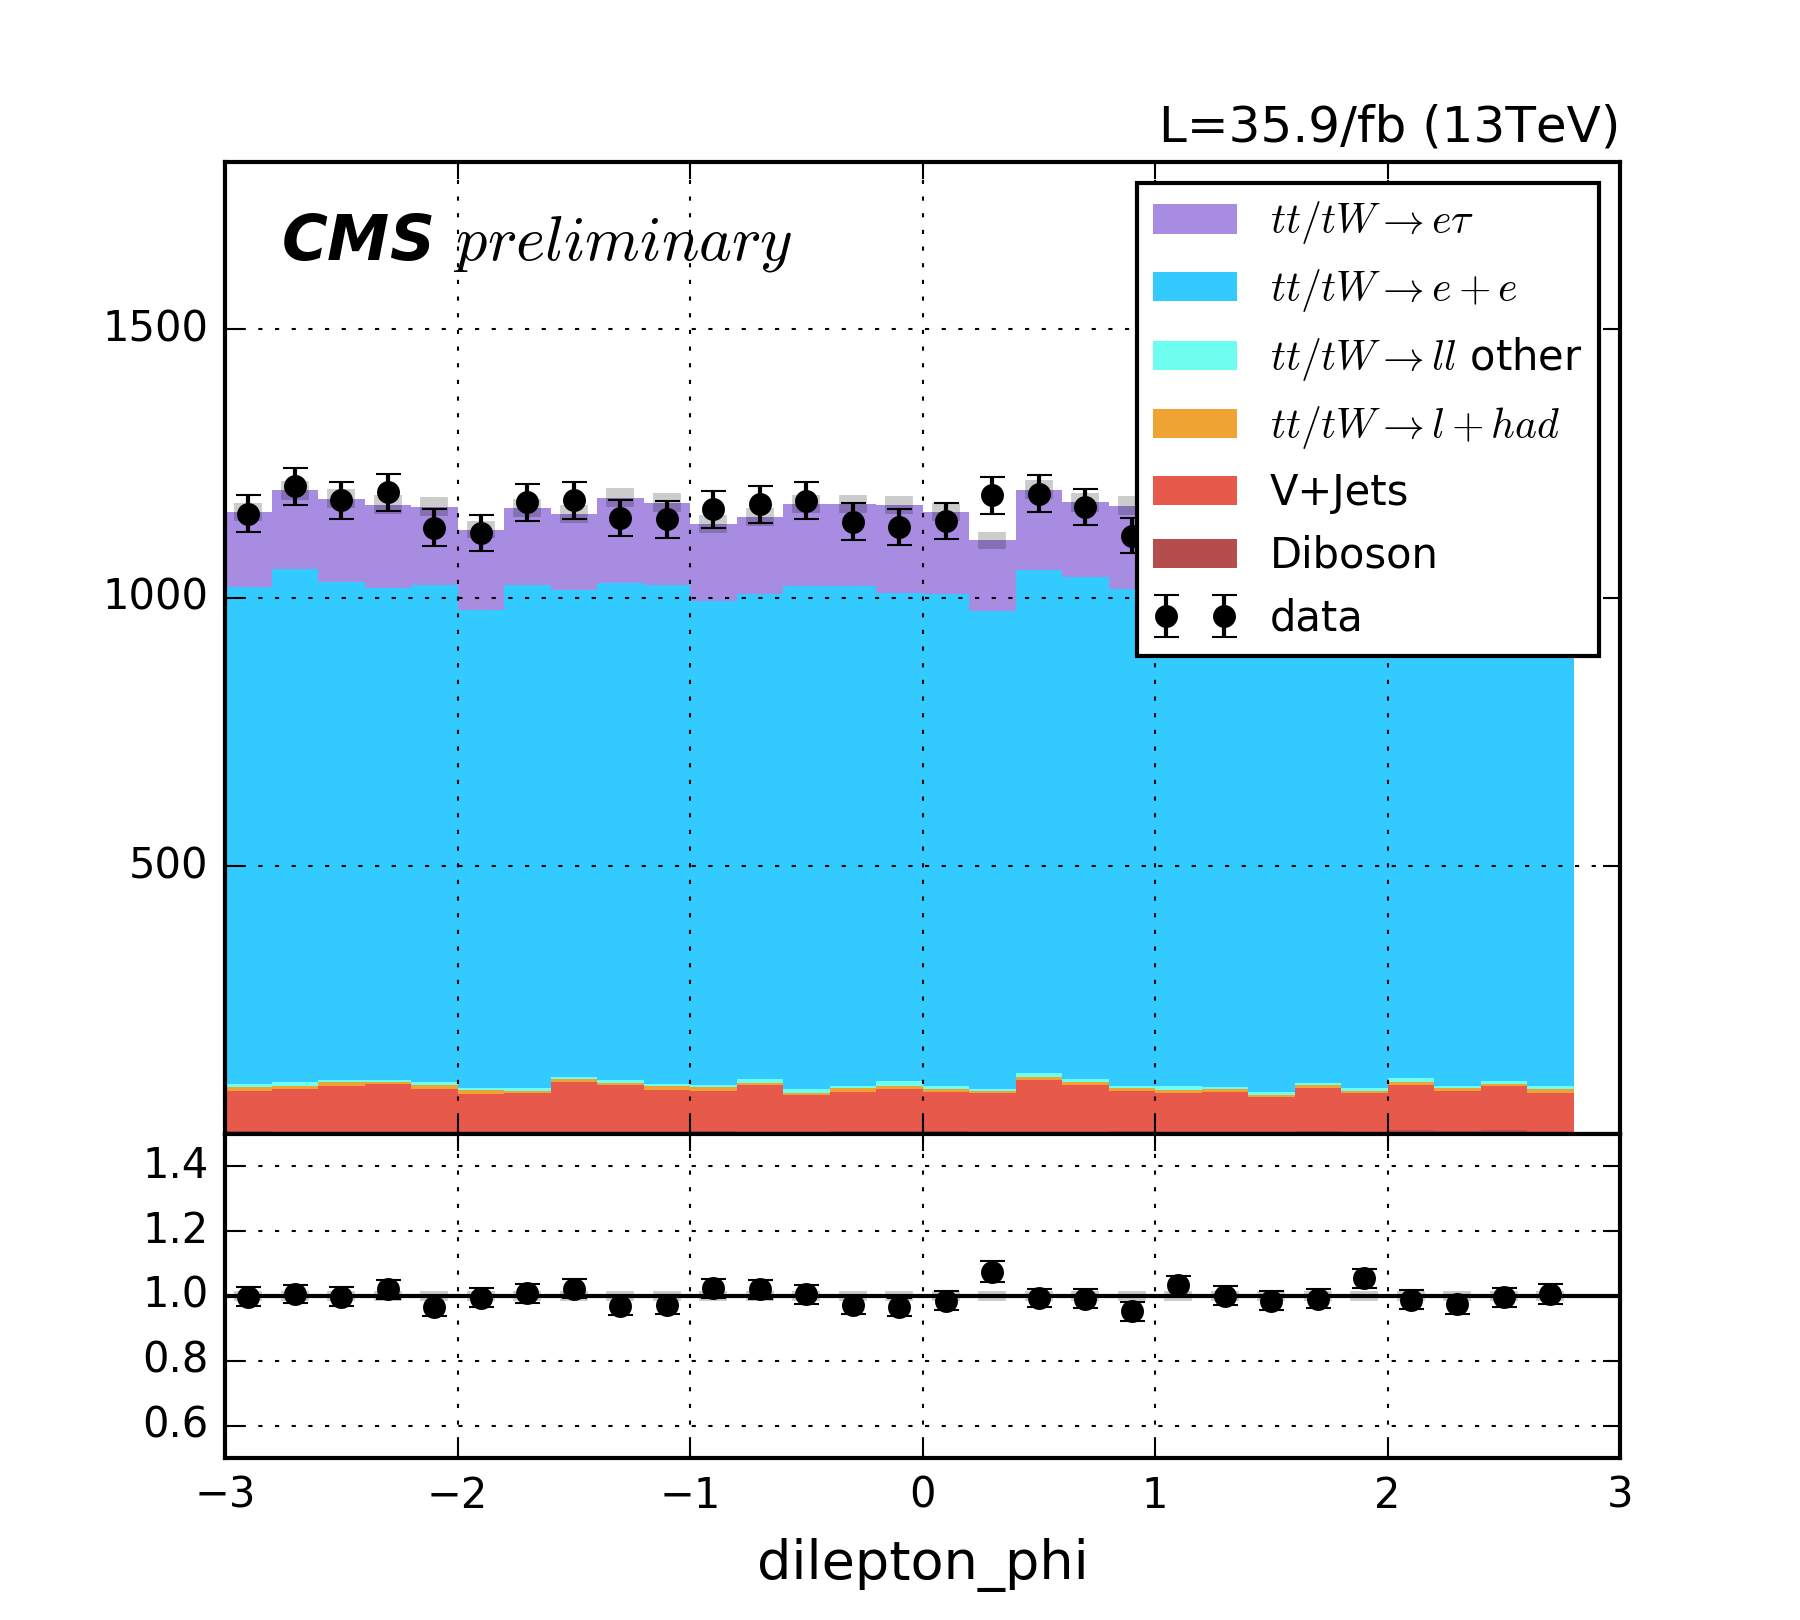 L=35.9/fb (13TeV)
CMS preliminary
tt/tW→eτ
tt/tW→e+e
tt/tW→ll other
tt/tW→l+had
V+Jets
Diboson
data
1500
1000
500
1.4
1.2
1.0
0.8
0.6
−3 −2 −1 0 1 2 3
dilepton_phi